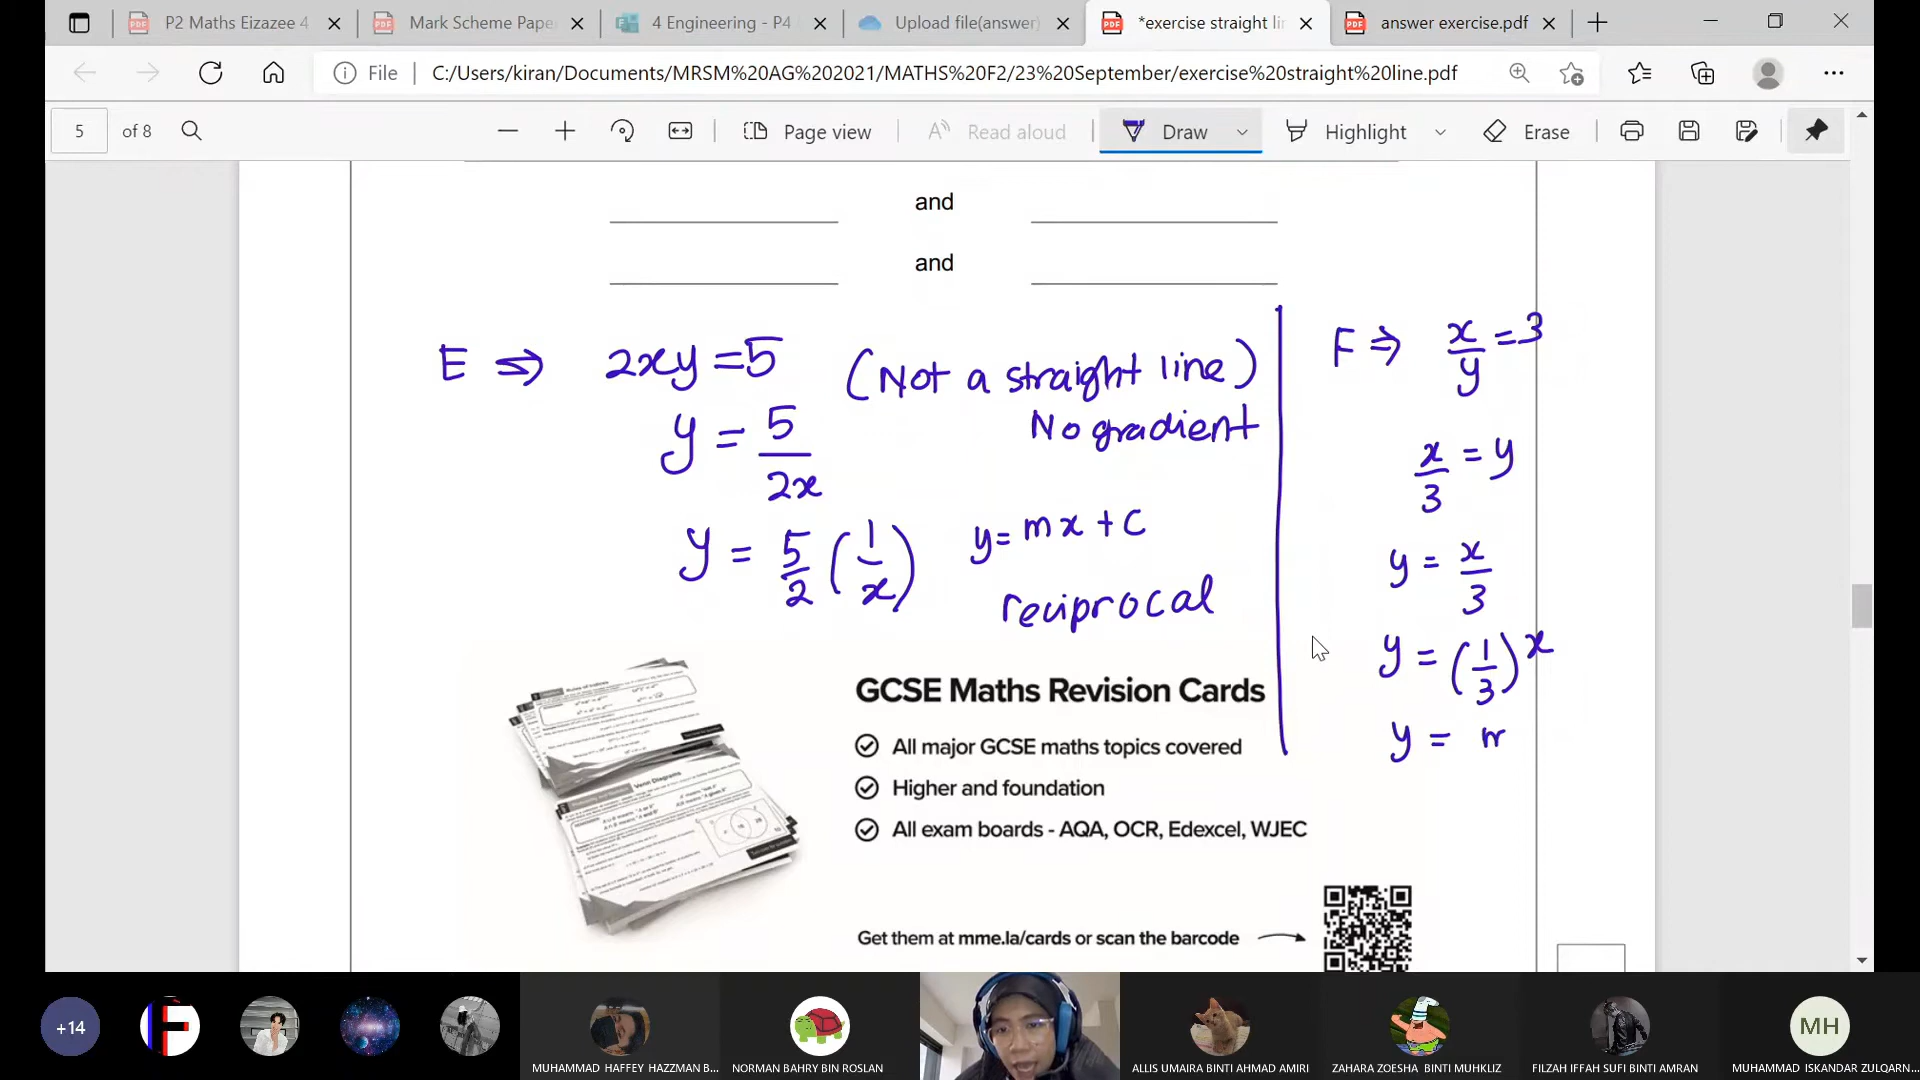 P2 Maths Eizazee 4
Mark Scheme Pape
4 Engineering - P4
Upload file(answer)
*exercise straight li
answer exercise.pdf
File
C:/Users/kiran/Documents/MRSM%20AG%202021/MATHS%20F2/23%20September/exercise%20straight%20line.pdf
5 of 8
Page view
Read aloud
Draw
Highlight
Erase
and
and
E ⇒ 2xy = 5 (Not a straight line)
No gradient
y = 5/2x
y = 5/2 (1/x) y = mx + c
reciprocal
F ⇒ x/y = 3
x/3 = y
y = x/3
y = (1/3)x
y = m
GCSE Maths Revision Cards
All major GCSE maths topics covered
Higher and foundation
All exam boards - AQA, OCR, Edexcel, WJEC
Get them at mme.la/cards or scan the barcode
Venn Diagrams
+14
F
MUHAMMAD HAFFEY HAZZMAN B...
NORMAN BAHRY BIN ROSLAN
ALLIS UMAIRA BINTI AHMAD AMIRI
ZAHARA ZOESHA BINTI MUHKLIZ
FILZAH IFFAH SUFI BINTI AMRAN
MH
MUHAMMAD ISKANDAR ZULQARN...